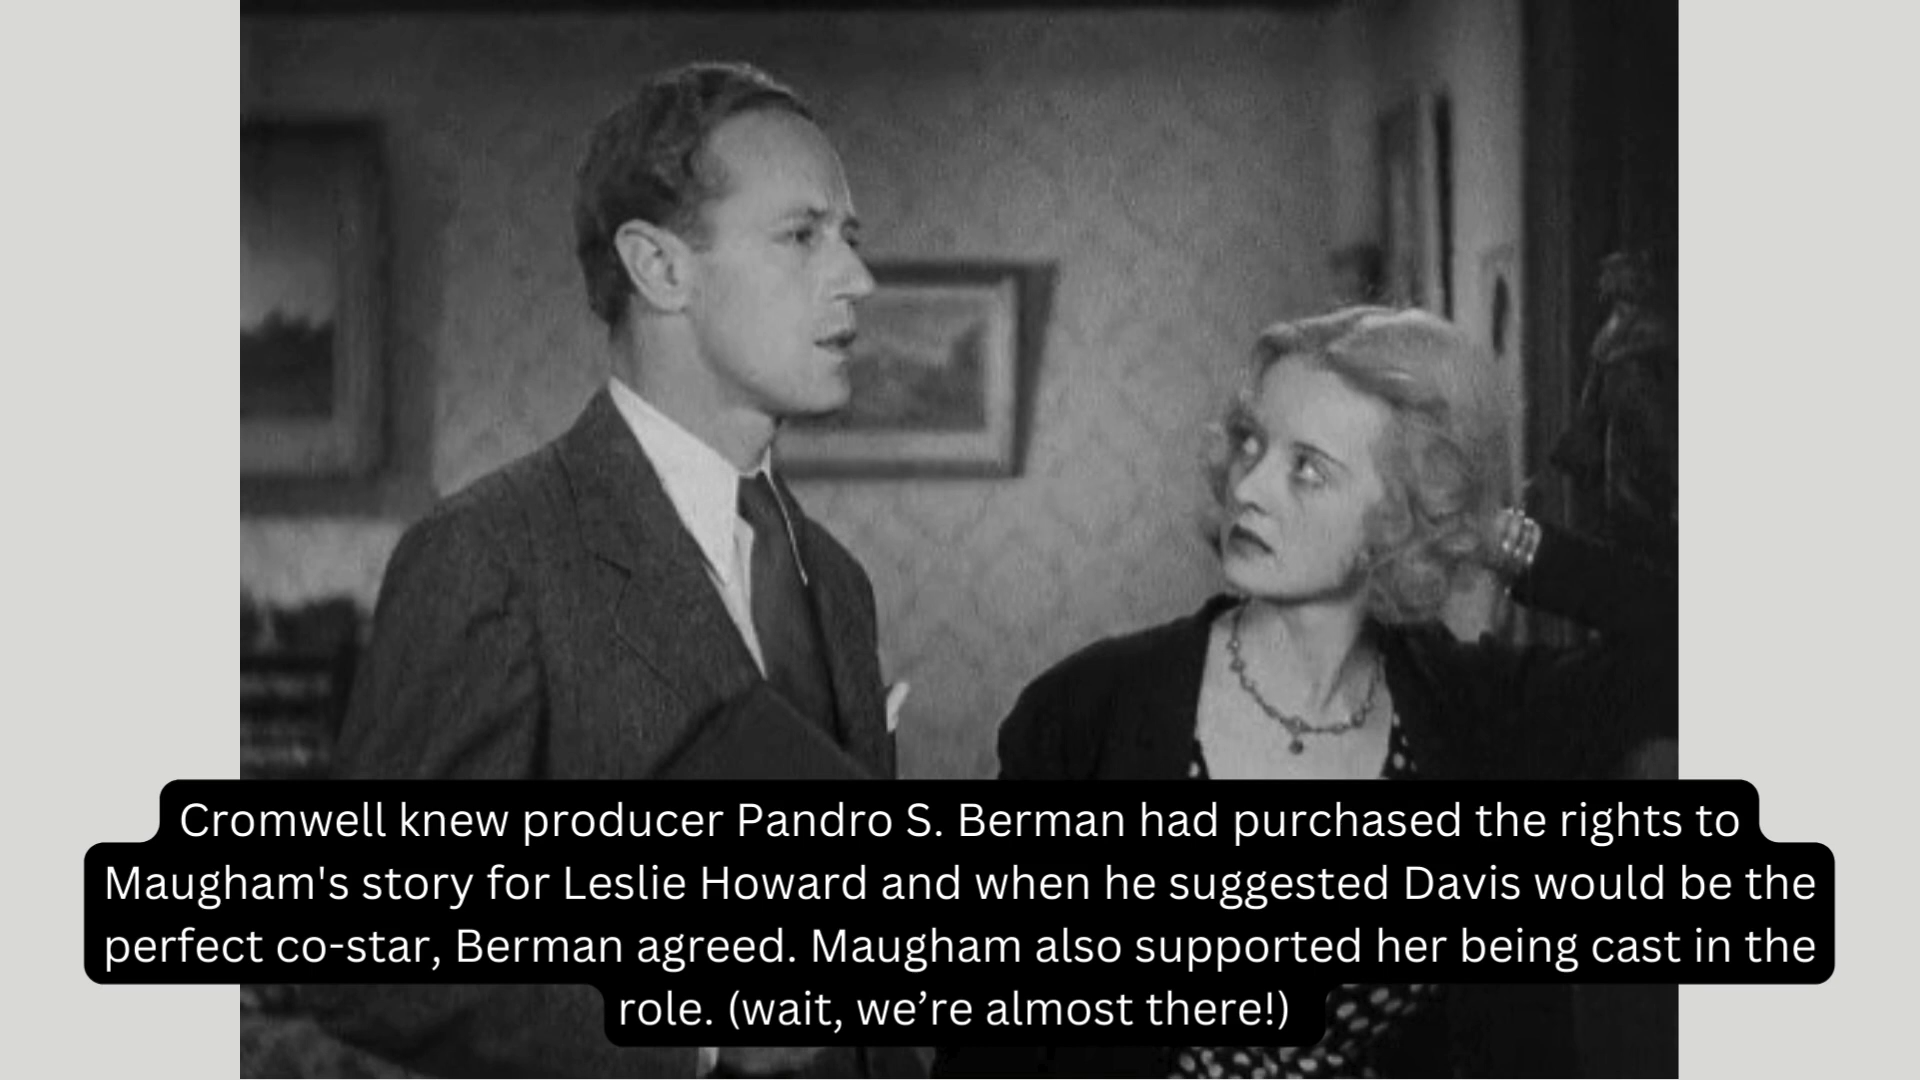 Cromwell knew producer Pandro S. Berman had purchased the rights to
Maugham's story for Leslie Howard and when he suggested Davis would be the
perfect co-star, Berman agreed. Maugham also supported her being cast in the
role. (wait, we’re almost there!)